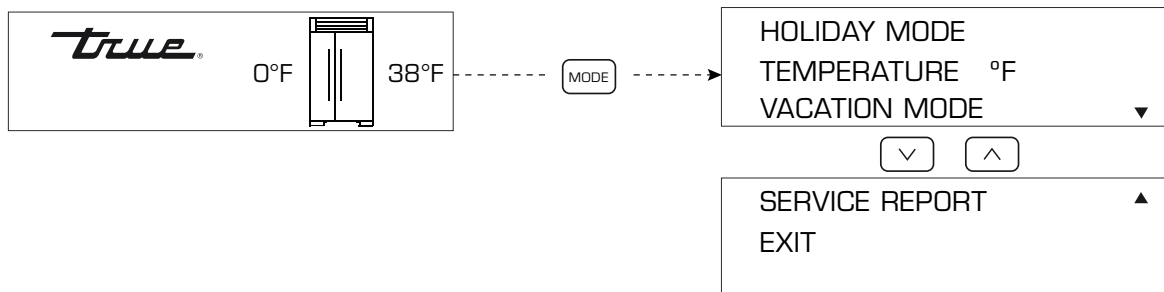 true®
0°F 38°F
MODE
HOLIDAY MODE
TEMPERATURE °F
VACATION MODE
SERVICE REPORT
EXIT